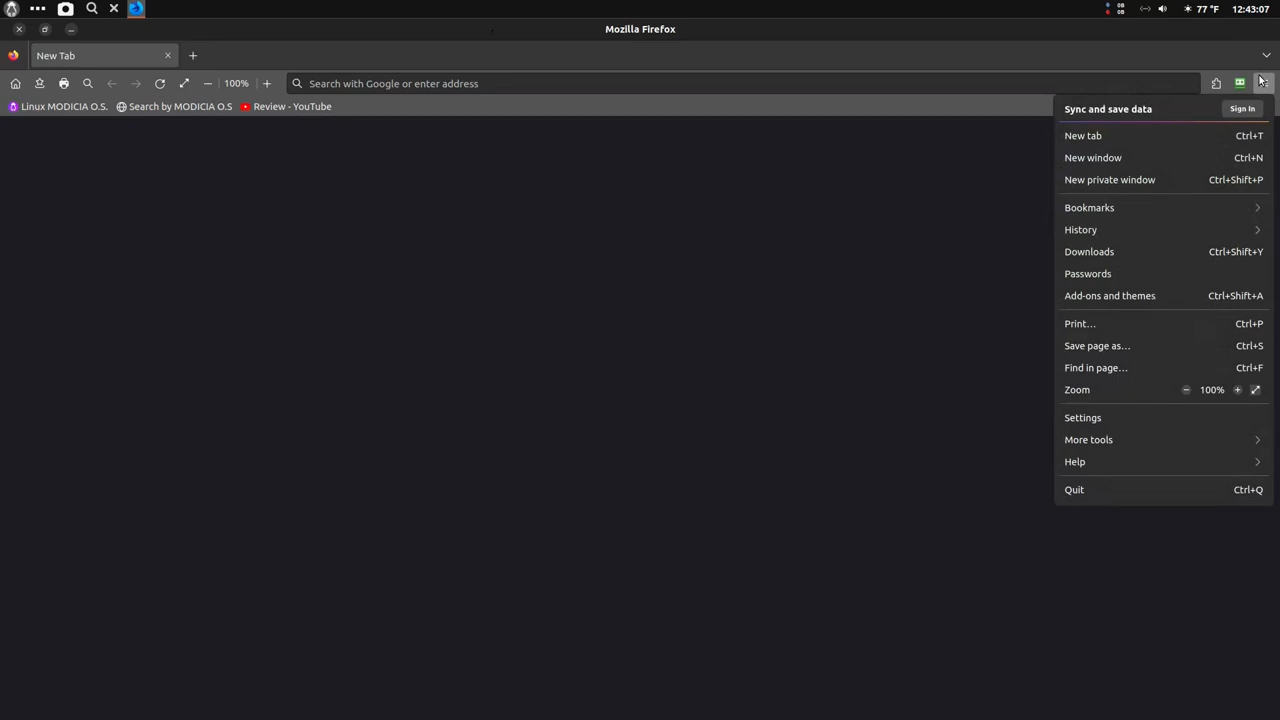 77 °F 12:43:07
Mozilla Firefox
New Tab
100% Search with Google or enter address
Linux MODICIA O.S. Search by MODICIA O.S Review - YouTube
Sync and save data Sign In
New tab Ctrl+T
New window Ctrl+N
New private window Ctrl+Shift+P
Bookmarks
History
Downloads Ctrl+Shift+Y
Passwords
Add-ons and themes Ctrl+Shift+A
Print… Ctrl+P
Save page as… Ctrl+S
Find in page… Ctrl+F
Zoom 100%
Settings
More tools
Help
Quit Ctrl+Q